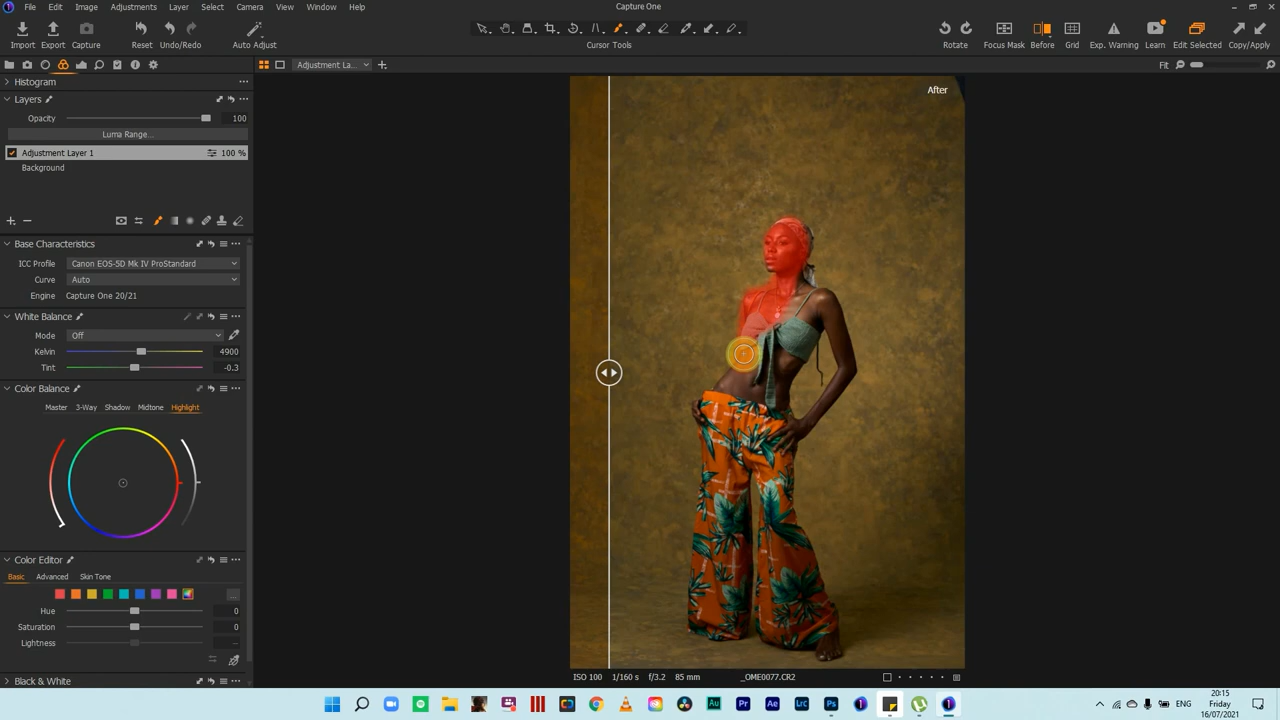 File Edit Image Adjustments Layer Select Camera View Window Help
Capture One
Import Export Capture Reset Undo/Redo Auto Adjust
Cursor Tools
Rotate Focus Mask Before Grid Exp. Warning Learn Edit Selected Copy/Apply
Adjustment La...
Fit
Histogram
Layers
Opacity 100
Luma Range...
Adjustment Layer 1 100 %
Background
Base Characteristics
ICC Profile Canon EOS-5D Mk IV ProStandard
Curve Auto
Engine Capture One 20/21
White Balance
Mode Off
Kelvin 4900
Tint -0.3
Color Balance
Master 3-Way Shadow Midtone Highlight
Color Editor
Basic Advanced Skin Tone
Hue 0
Saturation 0
Lightness --
Black & White
After
ISO 100 1/160 s f/3.2 85 mm _OME0077.CR2
Au Pr Ae Lrc Ps
ENG
20:15
Friday
16/07/2021